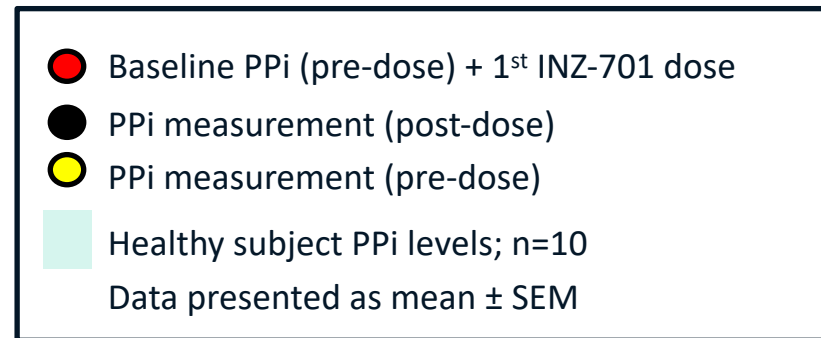 Baseline PPi (pre-dose) + 1st INZ-701 dose
PPi measurement (post-dose)
PPi measurement (pre-dose)
Healthy subject PPi levels; n=10
Data presented as mean ± SEM